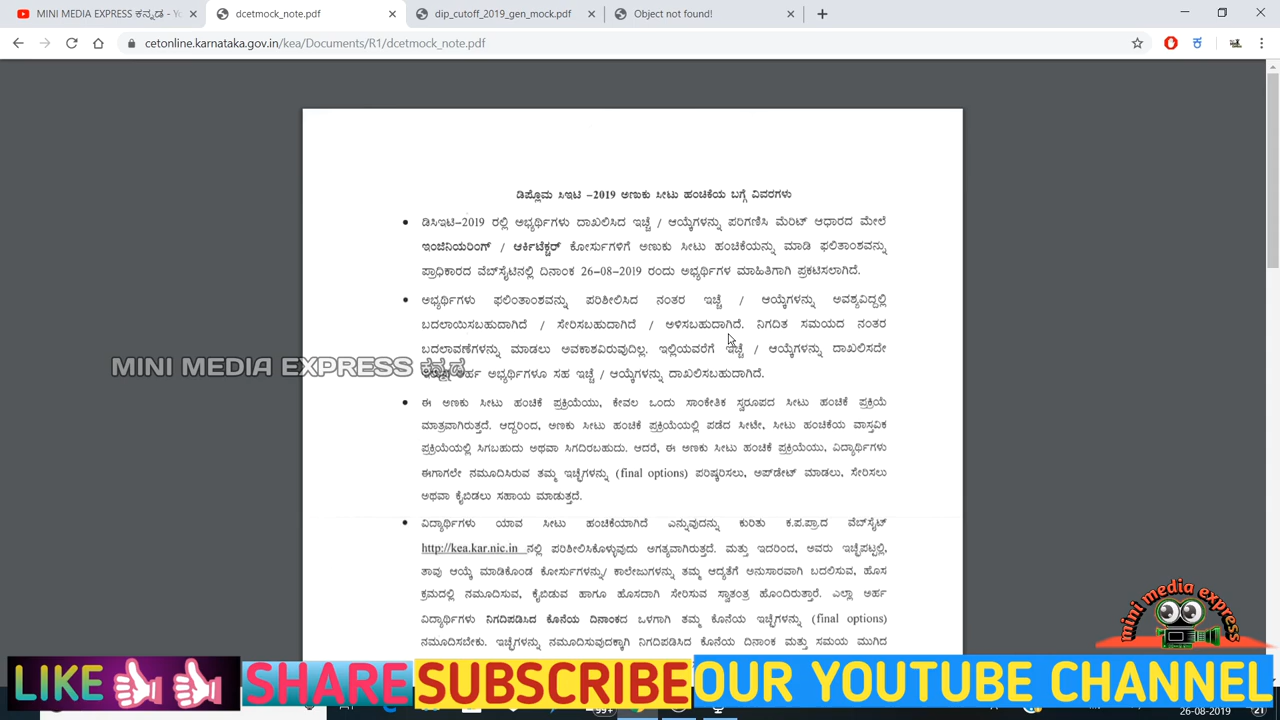 MINI MEDIA EXPRESS ಕನ್ನಡ - Y
dcetmock_note.pdf
dip_cutoff_2019_gen_mock.pdf
Object not found!
cetonline.karnataka.gov.in/kea/Documents/R1/dcetmock_note.pdf
ಡಿಪ್ಲೊಮ ಸಿಇಟಿ –2019 ಅಣುಕು ಸೀಟು ಹಂಚಿಕೆಯ ಬಗ್ಗೆ ವಿವರಗಳು
• ಡಿಸಿಇಟಿ–2019 ರಲ್ಲಿ ಅಭ್ಯರ್ಥಿಗಳು ದಾಖಲಿಸಿದ ಇಚ್ಛೆ / ಆಯ್ಕೆಗಳನ್ನು ಪರಿಗಣಿಸಿ ಮೆರಿಟ್ ಆಧಾರದ ಮೇಲೆ
ಇಂಜಿನಿಯರಿಂಗ್ / ಆರ್ಕಿಟೆಕ್ಚರ್ ಕೋರ್ಸುಗಳಿಗೆ ಅಣುಕು ಸೀಟು ಹಂಚಿಕೆಯನ್ನು ಮಾಡಿ ಫಲಿತಾಂಶವನ್ನು
ಪ್ರಾಧಿಕಾರದ ವೆಬ್‌ಸೈಟಿನಲ್ಲಿ ದಿನಾಂಕ 26-08-2019 ರಂದು ಅಭ್ಯರ್ಥಿಗಳ ಮಾಹಿತಿಗಾಗಿ ಪ್ರಕಟಿಸಲಾಗಿದೆ.
• ಅಭ್ಯರ್ಥಿಗಳು ಫಲಿಂತಾಂಶವನ್ನು ಪರಿಶೀಲಿಸಿದ ನಂತರ ಇಚ್ಛೆ / ಆಯ್ಕೆಗಳನ್ನು ಅವಶ್ಯವಿದ್ದಲ್ಲಿ
ಬದಲಾಯಿಸಬಹುದಾಗಿದೆ / ಸೇರಿಸಬಹುದಾಗಿದೆ / ಅಳಿಸಬಹುದಾಗಿದೆ. ನಿಗದಿತ ಸಮಯದ ನಂತರ
ಬದಲಾವಣೆಗಳನ್ನು ಮಾಡಲು ಅವಕಾಶವಿರುವುದಿಲ್ಲ. ಇಲ್ಲಿಯವರೆಗೆ ಇಚ್ಛೆ / ಆಯ್ಕೆಗಳನ್ನು ದಾಖಲಿಸದೇ
ಅರ್ಹ ಅಭ್ಯರ್ಥಿಗಳೂ ಸಹ ಇಚ್ಛೆ / ಆಯ್ಕೆಗಳನ್ನು ದಾಖಲಿಸಬಹುದಾಗಿದೆ.
MINI MEDIA EXPRESS ಕನ್ನಡ
• ಈ ಅಣಕು ಸೀಟು ಹಂಚಿಕೆ ಪ್ರಕ್ರಿಯೆಯು, ಕೇವಲ ಒಂದು ಸಾಂಕೇತಿಕ ಸ್ವರೂಪದ ಸೀಟು ಹಂಚಿಕೆ ಪ್ರಕ್ರಿಯೆ
ಮಾತ್ರವಾಗಿರುತ್ತದೆ. ಆದ್ದರಿಂದ, ಅಣಕು ಸೀಟು ಹಂಚಿಕೆ ಪ್ರಕ್ರಿಯೆಯಲ್ಲಿ ಪಡೆದ ಸೀಟೇ, ಸೀಟು ಹಂಚಿಕೆಯ ವಾಸ್ತವಿಕ
ಪ್ರಕ್ರಿಯೆಯಲ್ಲಿ ಸಿಗಬಹುದು ಅಥವಾ ಸಿಗದಿರಬಹುದು. ಆದರೆ, ಈ ಅಣಕು ಸೀಟು ಹಂಚಿಕೆ ಪ್ರಕ್ರಿಯೆಯು, ವಿದ್ಯಾರ್ಥಿಗಳು
ಈಗಾಗಲೇ ನಮೂದಿಸಿರುವ ತಮ್ಮ ಇಚ್ಛೆಗಳನ್ನು (final options) ಪರಿಷ್ಕರಿಸಲು, ಅಪ್‌ಡೇಟ್ ಮಾಡಲು, ಸೇರಿಸಲು
ಅಥವಾ ಕೈಬಿಡಲು ಸಹಾಯ ಮಾಡುತ್ತದೆ.
• ವಿದ್ಯಾರ್ಥಿಗಳು ಯಾವ ಸೀಟು ಹಂಚಿಕೆಯಾಗಿದೆ ಎನ್ನುವುದನ್ನು ಕುರಿತು ಕ.ಪ.ಪ್ರಾ.ದ ವೆಬ್‌ಸೈಟ್
http://kea.kar.nic.in ನಲ್ಲಿ ಪರಿಶೀಲಿಸಿಕೊಳ್ಳುವುದು ಅಗತ್ಯವಾಗಿರುತ್ತದೆ. ಮತ್ತು ಇದರಿಂದ, ಅವರು ಇಚ್ಛೆಪಟ್ಟಲ್ಲಿ,
ತಾವು ಆಯ್ಕೆ ಮಾಡಿಕೊಂಡ ಕೋರ್ಸುಗಳನ್ನು/ ಕಾಲೇಜುಗಳನ್ನು ತಮ್ಮ ಆದ್ಯತೆಗೆ ಅನುಸಾರವಾಗಿ ಬದಲಿಸುವ, ಹೊಸ
ಕ್ರಮದಲ್ಲಿ ನಮೂದಿಸುವ, ಕೈಬಿಡುವ ಹಾಗೂ ಹೊಸದಾಗಿ ಸೇರಿಸುವ ಸ್ವಾತಂತ್ರ ಹೊಂದಿರುತ್ತಾರೆ. ಎಲ್ಲಾ ಅರ್ಹ
ವಿದ್ಯಾರ್ಥಿಗಳು ನಿಗದಿಪಡಿಸಿದ ಕೊನೆಯ ದಿನಾಂಕದ ಒಳಗಾಗಿ ತಮ್ಮ ಕೊನೆಯ ಇಚ್ಛೆಗಳನ್ನು (final options)
ನಮೂದಿಸಬೇಕು. ಇಚ್ಛೆಗಳನ್ನು ನಮೂದಿಸುವುದಕ್ಕಾಗಿ ನಿಗದಿಪಡಿಸಿದ ಕೊನೆಯ ದಿನಾಂಕ ಮತ್ತು ಸಮಯ ಮುಗಿದ
mini media express
LIKE SHARE SUBSCRIBE OUR YOUTUBE CHANNEL
99+
26-08-2019
21